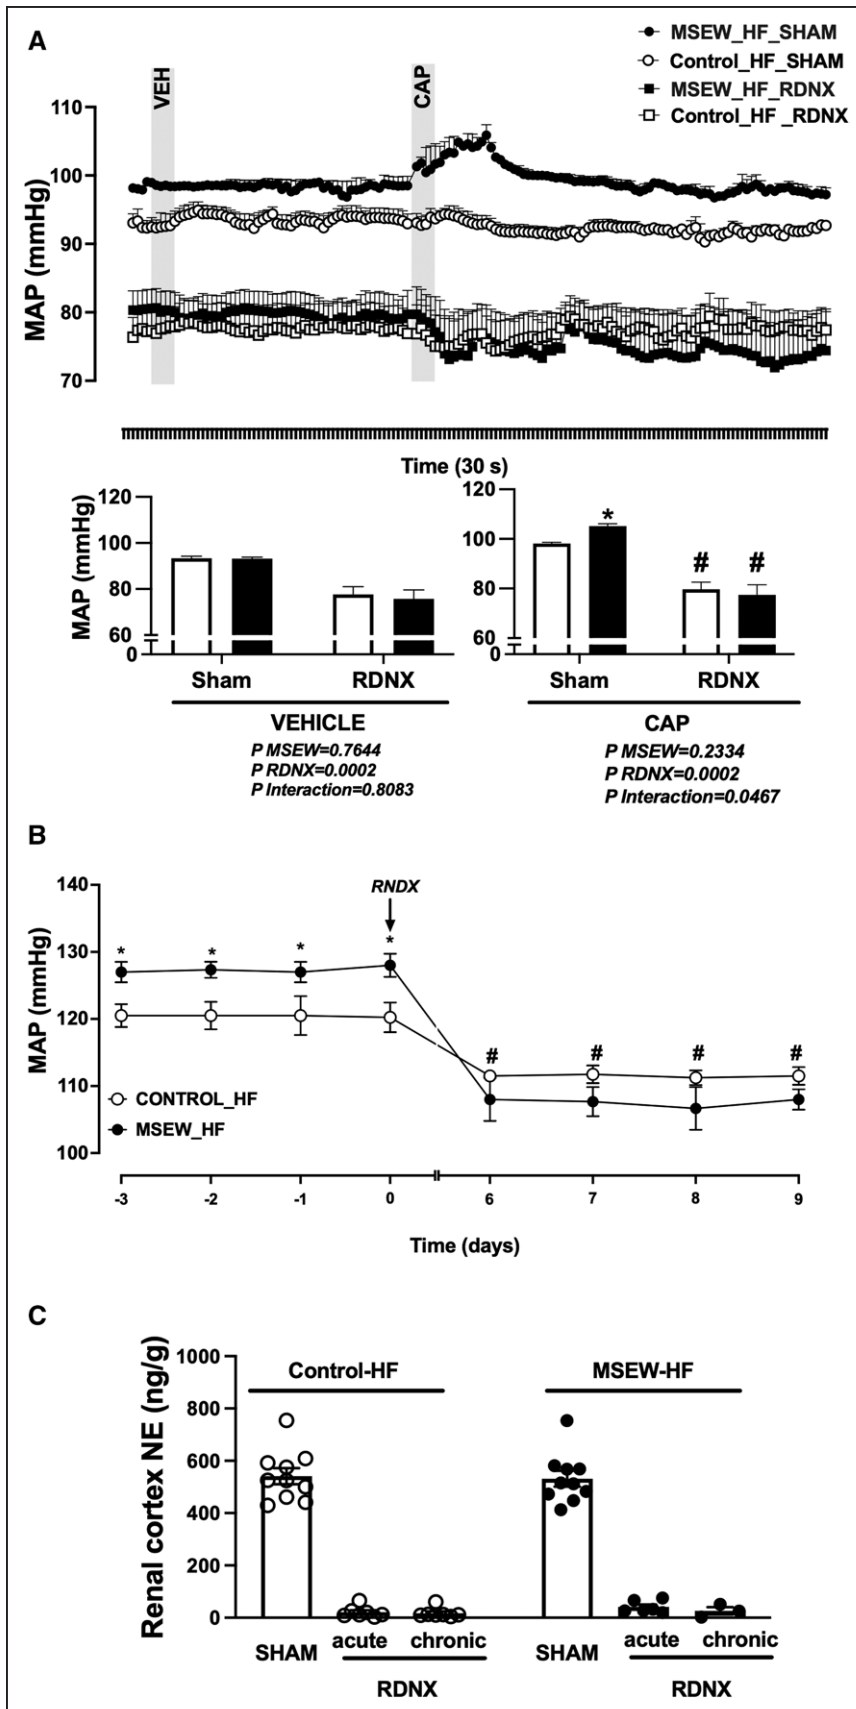 A
MSEW_HF_SHAM
Control_HF_SHAM
MSEW_HF_RDNX
Control_HF _RDNX
VEH
CAP
MAP (mmHg)
110
100
90
80
70
Time (30 s)
MAP (mmHg)
120
100
80
60
0
Sham
RDNX
VEHICLE
P MSEW=0.7644
P RDNX=0.0002
P Interaction=0.8083
120
100
80
60
0
*
#
#
Sham
RDNX
CAP
P MSEW=0.2334
P RDNX=0.0002
P Interaction=0.0467
B
MAP (mmHg)
140
130
120
110
100
RNDX
* * * *
# # # #
CONTROL_HF
MSEW_HF
-3 -2 -1 0 6 7 8 9
Time (days)
C
Renal cortex NE (ng/g)
1000
800
600
400
200
0
Control-HF
MSEW-HF
SHAM
acute
chronic
RDNX
SHAM
acute
chronic
RDNX